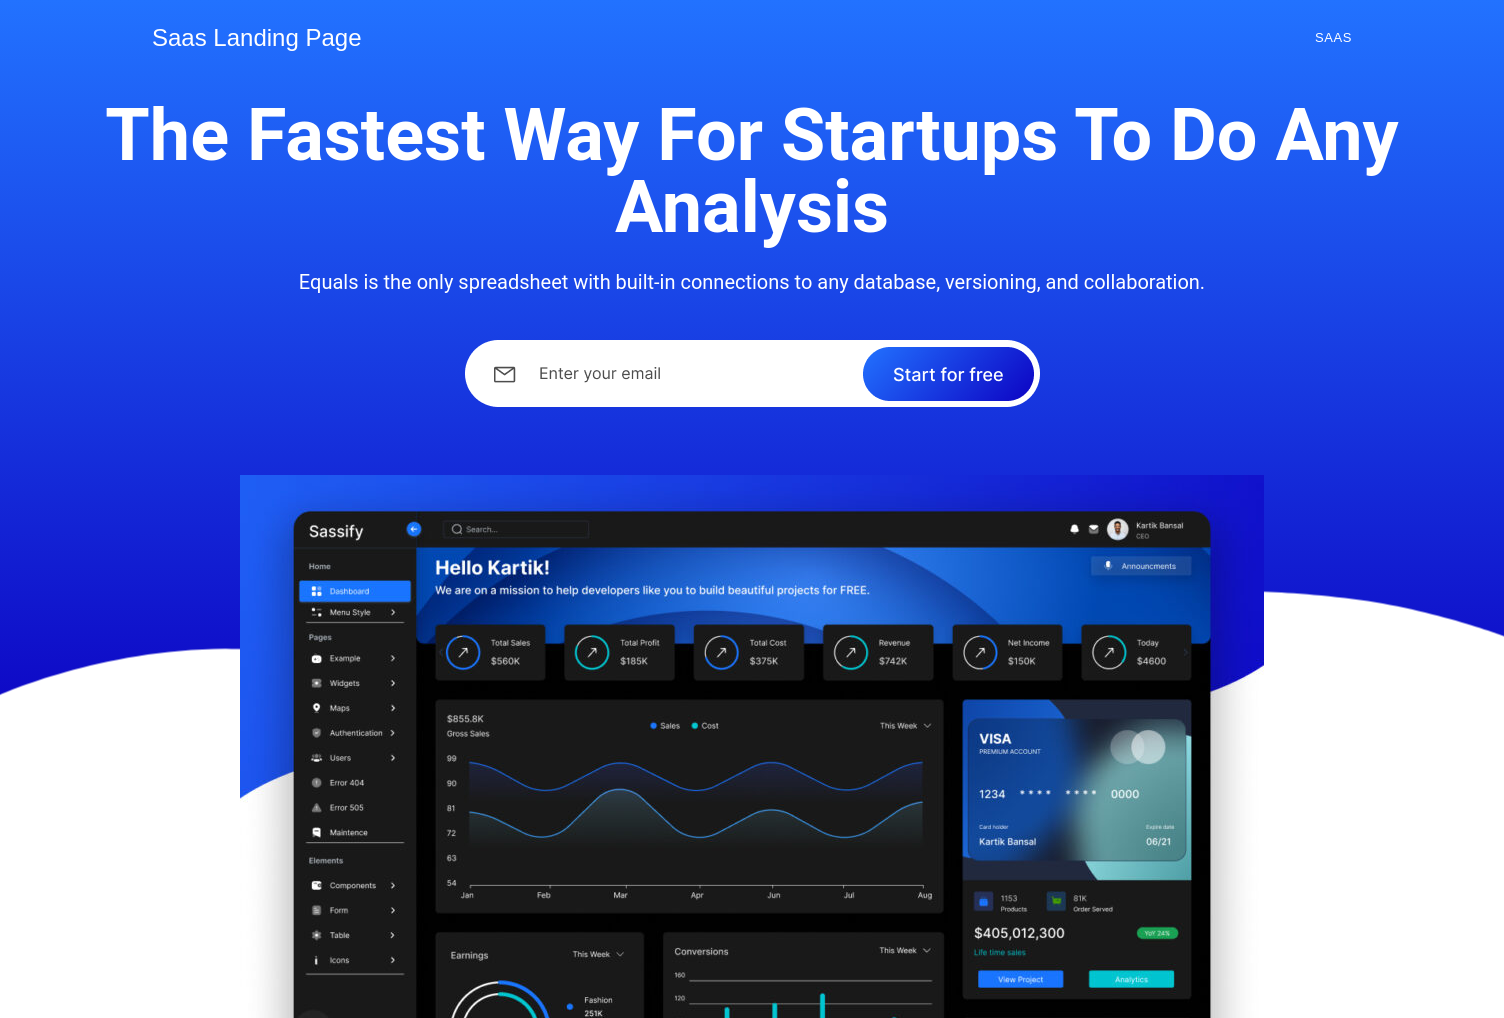 Saas Landing Page
SAAS
The Fastest Way For Startups To Do Any
Analysis
Equals is the only spreadsheet with built-in connections to any database, versioning, and collaboration.
Enter your email
Start for free
Sassify
Search...
Kartik Bansal
CEO
Home
Dashboard
Menu Style
Pages
Example
Widgets
Maps
Authentication
Users
Error 404
Error 505
Maintence
Elements
Components
Form
Table
Icons
Hello Kartik!
Announcments
We are on a mission to help developers like you to build beautiful projects for FREE.
Total Sales
$560K
Total Profit
$185K
Total Cost
$375K
Revenue
$742K
Net Income
$150K
Today
$4600
$855.8K
Gross Sales
Sales
Cost
This Week
99
90
81
72
63
54
Jan
Feb
Mar
Apr
Jun
Jul
Aug
VISA
PREMIUM ACCOUNT
1234 **** **** 0000
Card holder
Expire date
Kartik Bansal
06/21
1153
Products
81K
Order Served
$405,012,300
YoY 24%
Life time sales
View Project
Analytics
Earnings
This Week
Fashion
251K
Conversions
This Week
160
120